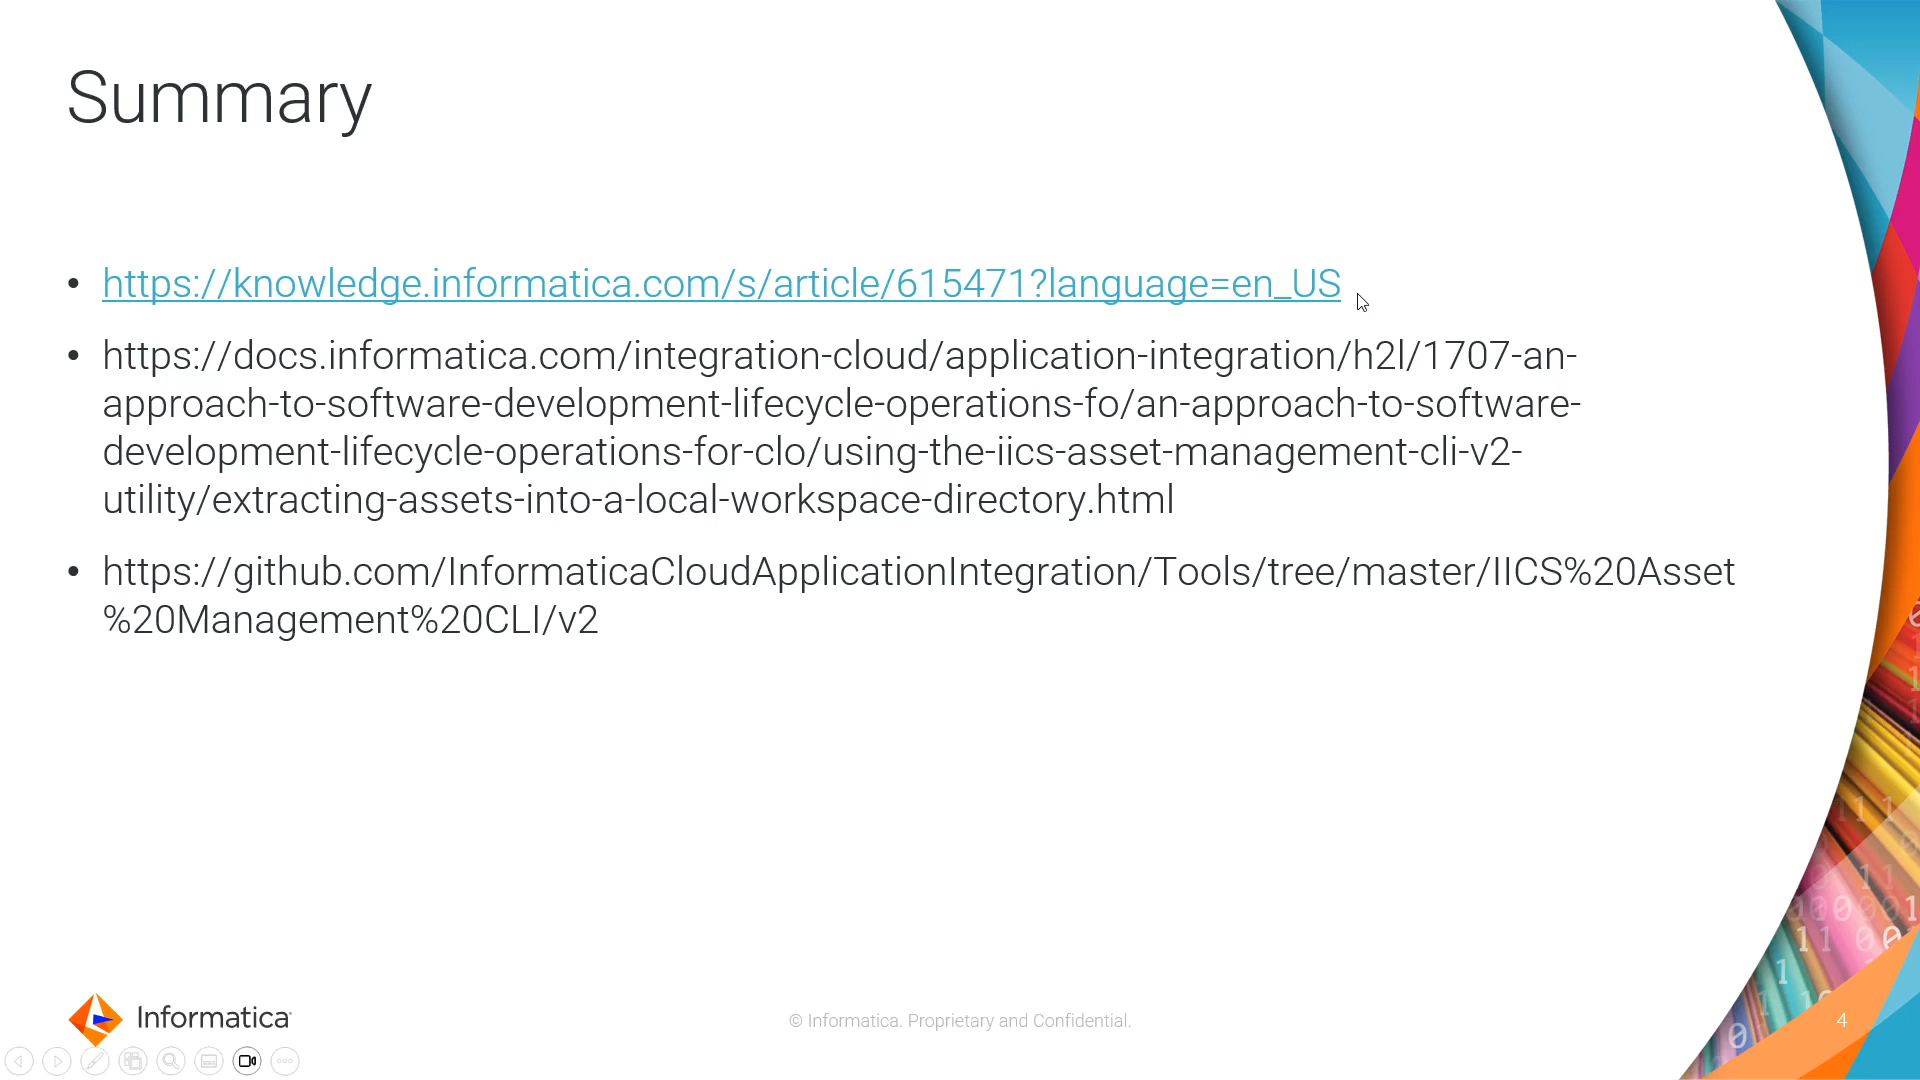 Summary
• https://knowledge.informatica.com/s/article/615471?language=en_US
• https://docs.informatica.com/integration-cloud/application-integration/h2l/1707-an-
approach-to-software-development-lifecycle-operations-fo/an-approach-to-software-
development-lifecycle-operations-for-clo/using-the-iics-asset-management-cli-v2-
utility/extracting-assets-into-a-local-workspace-directory.html
• https://github.com/InformaticaCloudApplicationIntegration/Tools/tree/master/IICS%20Asset
%20Management%20CLI/v2
Informatica
© Informatica. Proprietary and Confidential.
4